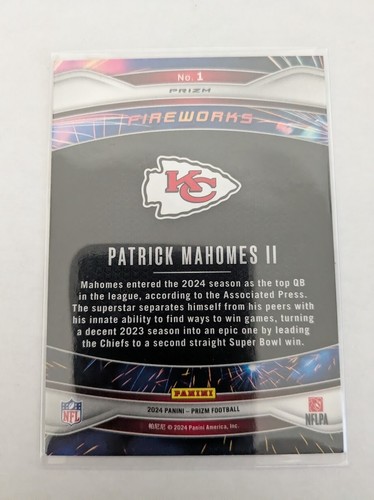 No. 1
PRIZM
FIREWORKS
KC
PATRICK MAHOMES II
Mahomes entered the 2024 season as the top QB
in the league, according to the Associated Press.
The superstar separates himself from his peers with
his innate ability to find ways to win games, turning
a decent 2023 season into an epic one by leading
the Chiefs to a second straight Super Bowl win.
PANINI
2024 PANINI – PRIZM FOOTBALL
© 2024 Panini America, Inc.
NFL
NFLPA